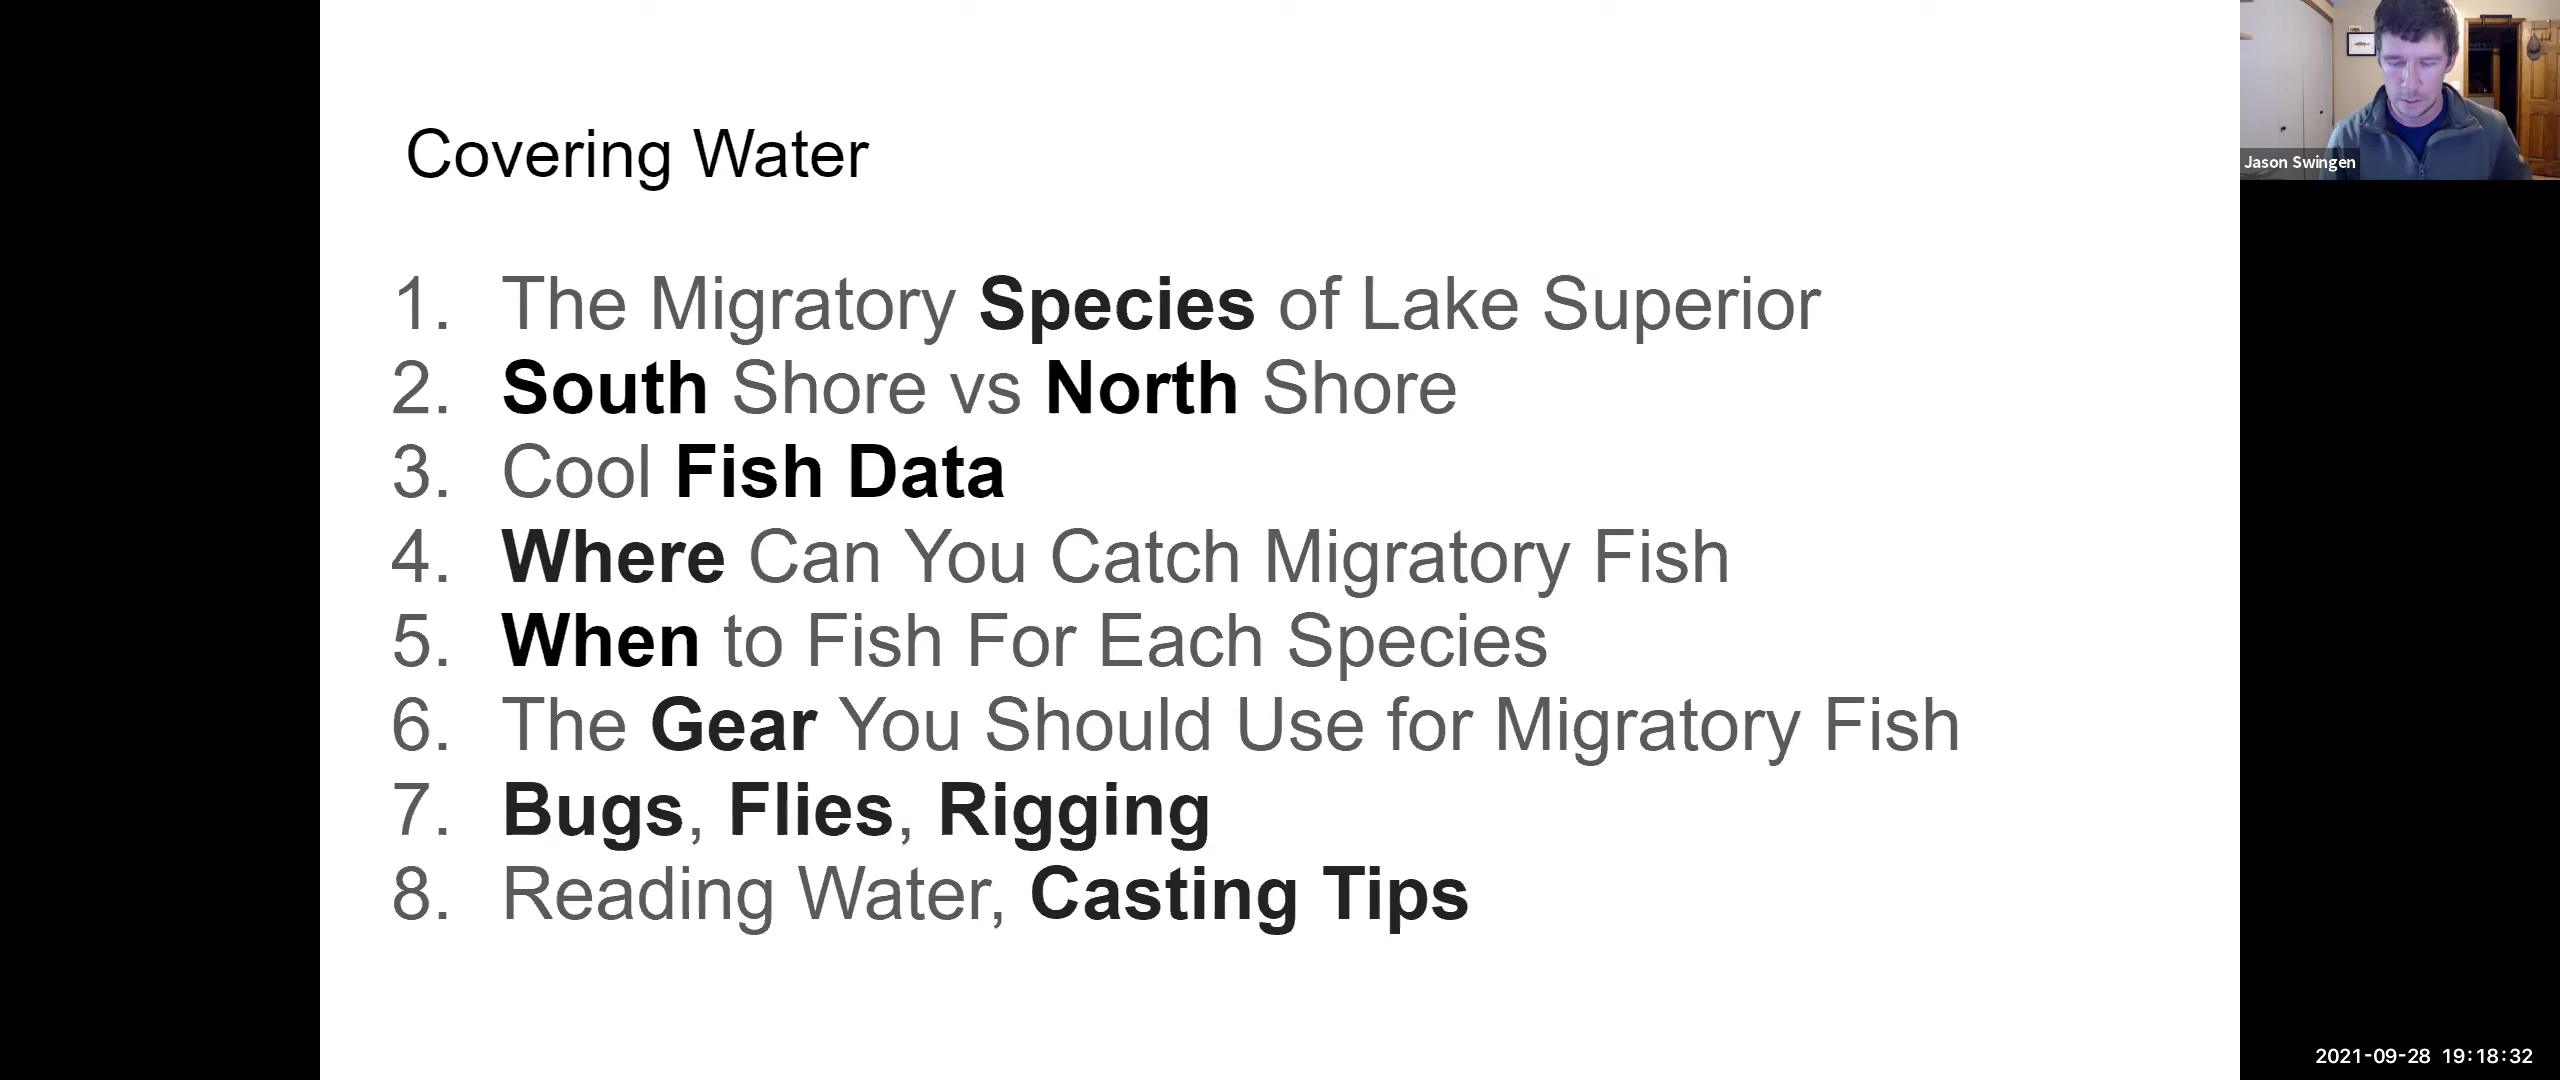 Covering Water
1. The Migratory Species of Lake Superior
2. South Shore vs North Shore
3. Cool Fish Data
4. Where Can You Catch Migratory Fish
5. When to Fish For Each Species
6. The Gear You Should Use for Migratory Fish
7. Bugs, Flies, Rigging
8. Reading Water, Casting Tips
Jason Swingen
2021-09-28 19:18:32